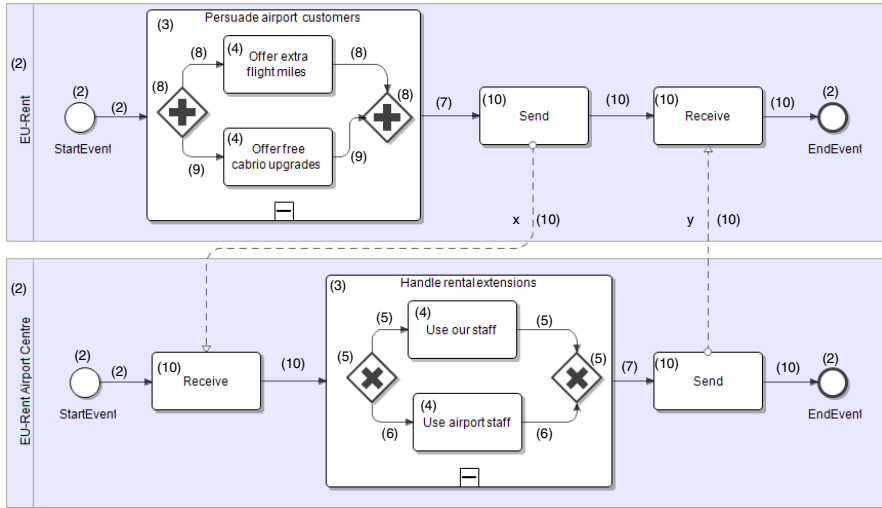 Persuade airport customers
(3)
(2)
(4)
Offer extra
flight miles
(8)
(8)
(8)
(8)
(2)
(2)
StartEvent
EU-Rent
(4)
Offer free
cabrio upgrades
(9)
(9)
(7)
(10)
Send
(10)
(10)
Receive
(10)
(2)
EndEvent
x
(10)
y
(10)
(2)
EU-Rent Airport Centre
(2)
(2)
StartEvent
(10)
Receive
(10)
Handle rental extensions
(3)
(4)
Use our staff
(5)
(5)
(5)
(5)
(4)
Use airport staff
(6)
(6)
(7)
(10)
Send
(10)
(2)
EndEvent